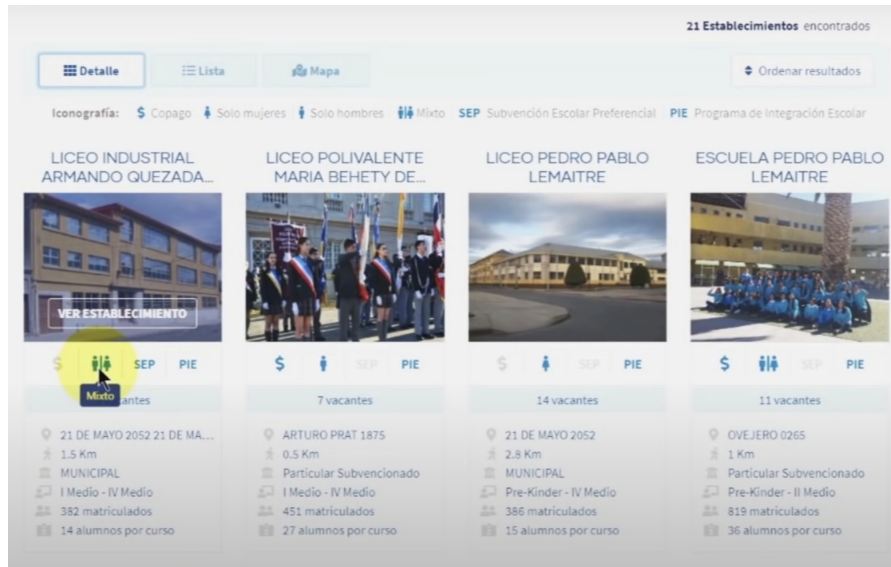 21 Establecimientos encontrados
Detalle Lista Mapa Ordenar resultados
Iconografía: $ Copago Solo mujeres Solo hombres Mixto SEP Subvención Escolar Preferencial PIE Programa de Integración Escolar
LICEO INDUSTRIAL
ARMANDO QUEZADA...
VER ESTABLECIMIENTO
$ SEP PIE
Mixto
antes
21 DE MAYO 2052 21 DE MA...
1.5 Km
MUNICIPAL
I Medio - IV Medio
382 matriculados
14 alumnos por curso
LICEO POLIVALENTE
MARIA BEHETY DE...
$ SEP PIE
7 vacantes
ARTURO PRAT 1875
0.5 Km
Particular Subvencionado
I Medio - IV Medio
451 matriculados
27 alumnos por curso
LICEO PEDRO PABLO
LEMAITRE
$ SEP PIE
14 vacantes
21 DE MAYO 2052
2.8 Km
MUNICIPAL
Pre-Kinder - IV Medio
386 matriculados
15 alumnos por curso
ESCUELA PEDRO PABLO
LEMAITRE
$ SEP PIE
11 vacantes
OVEJERO 0265
1 Km
Particular Subvencionado
Pre-Kinder - II Medio
819 matriculados
36 alumnos por curso